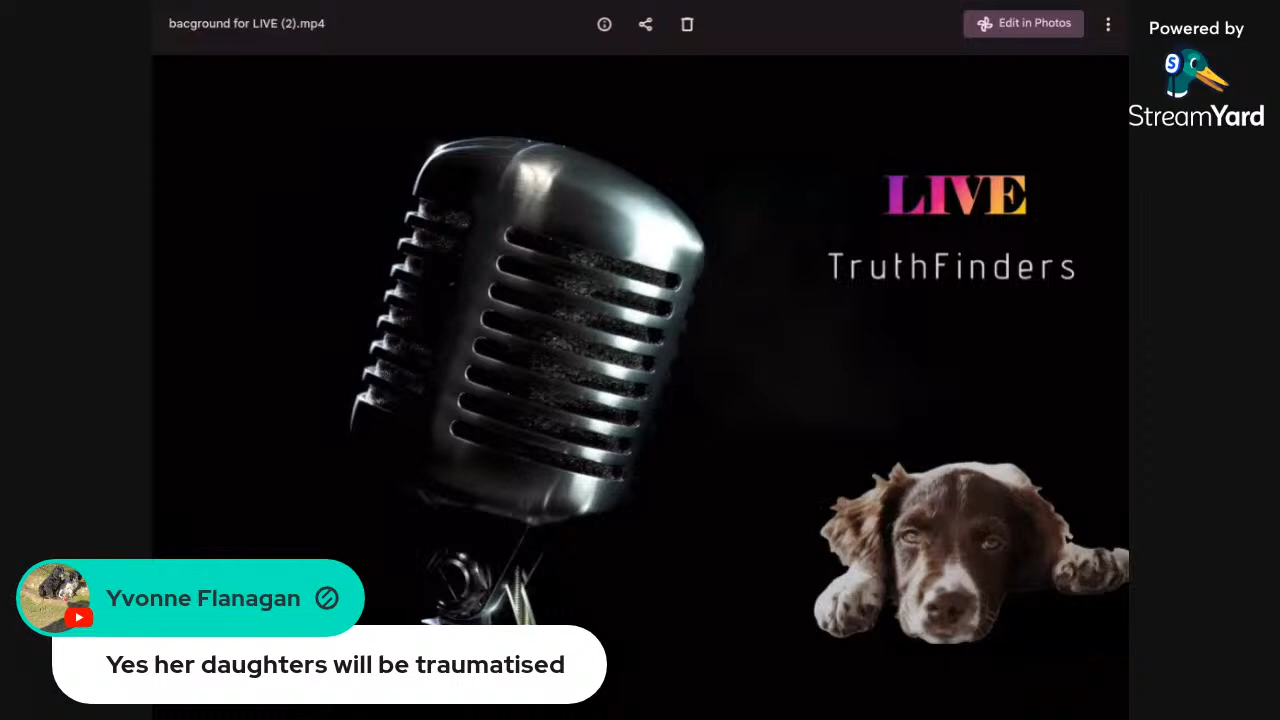 bacground for LIVE (2).mp4
Edit in Photos
Powered by
S
StreamYard
LIVE
TruthFinders
Yvonne Flanagan
Yes her daughters will be traumatised